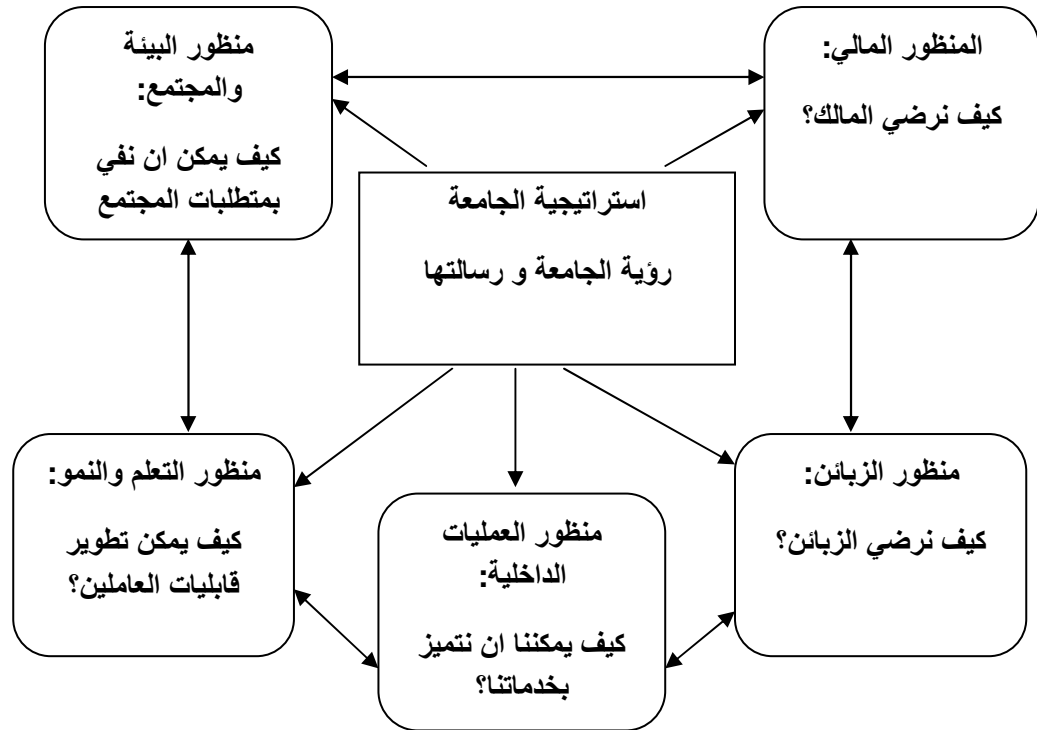 المنظور المالي:
كيف نرضي المالك؟
منظور البيئة
والمجتمع:
كيف يمكن ان نفي
بمتطلبات المجتمع
استراتيجية الجامعة
رؤية الجامعة و رسالتها
منظور الزبائن:
كيف نرضي الزبائن؟
منظور العمليات
الداخلية:
كيف يمكننا ان نتميز
بخدماتنا؟
منظور التعلم والنمو:
كيف يمكن تطوير
قابليات العاملين؟